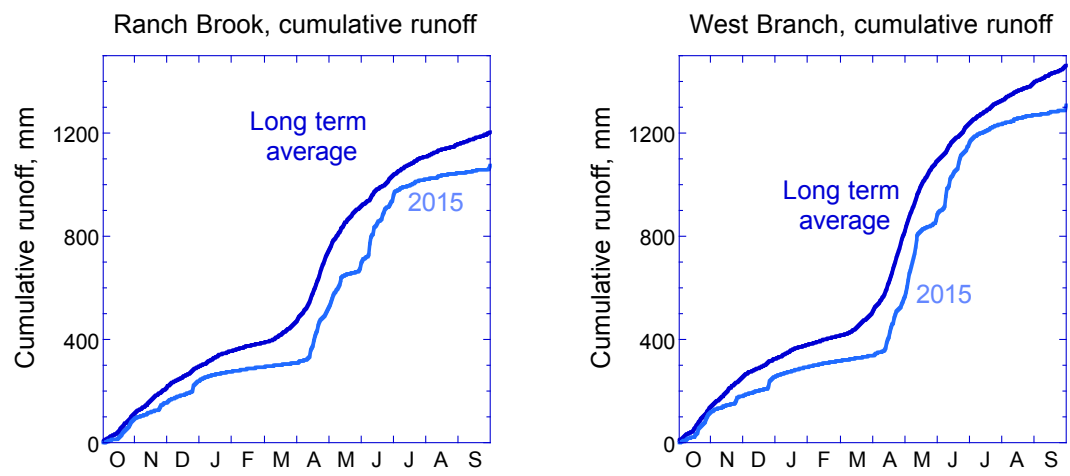 Ranch Brook, cumulative runoff
Cumulative runoff, mm
1200
800
400
0
Long term
average
2015
O N D J F M A M J J A S
West Branch, cumulative runoff
Cumulative runoff, mm
1200
800
400
0
Long term
average
2015
O N D J F M A M J J A S